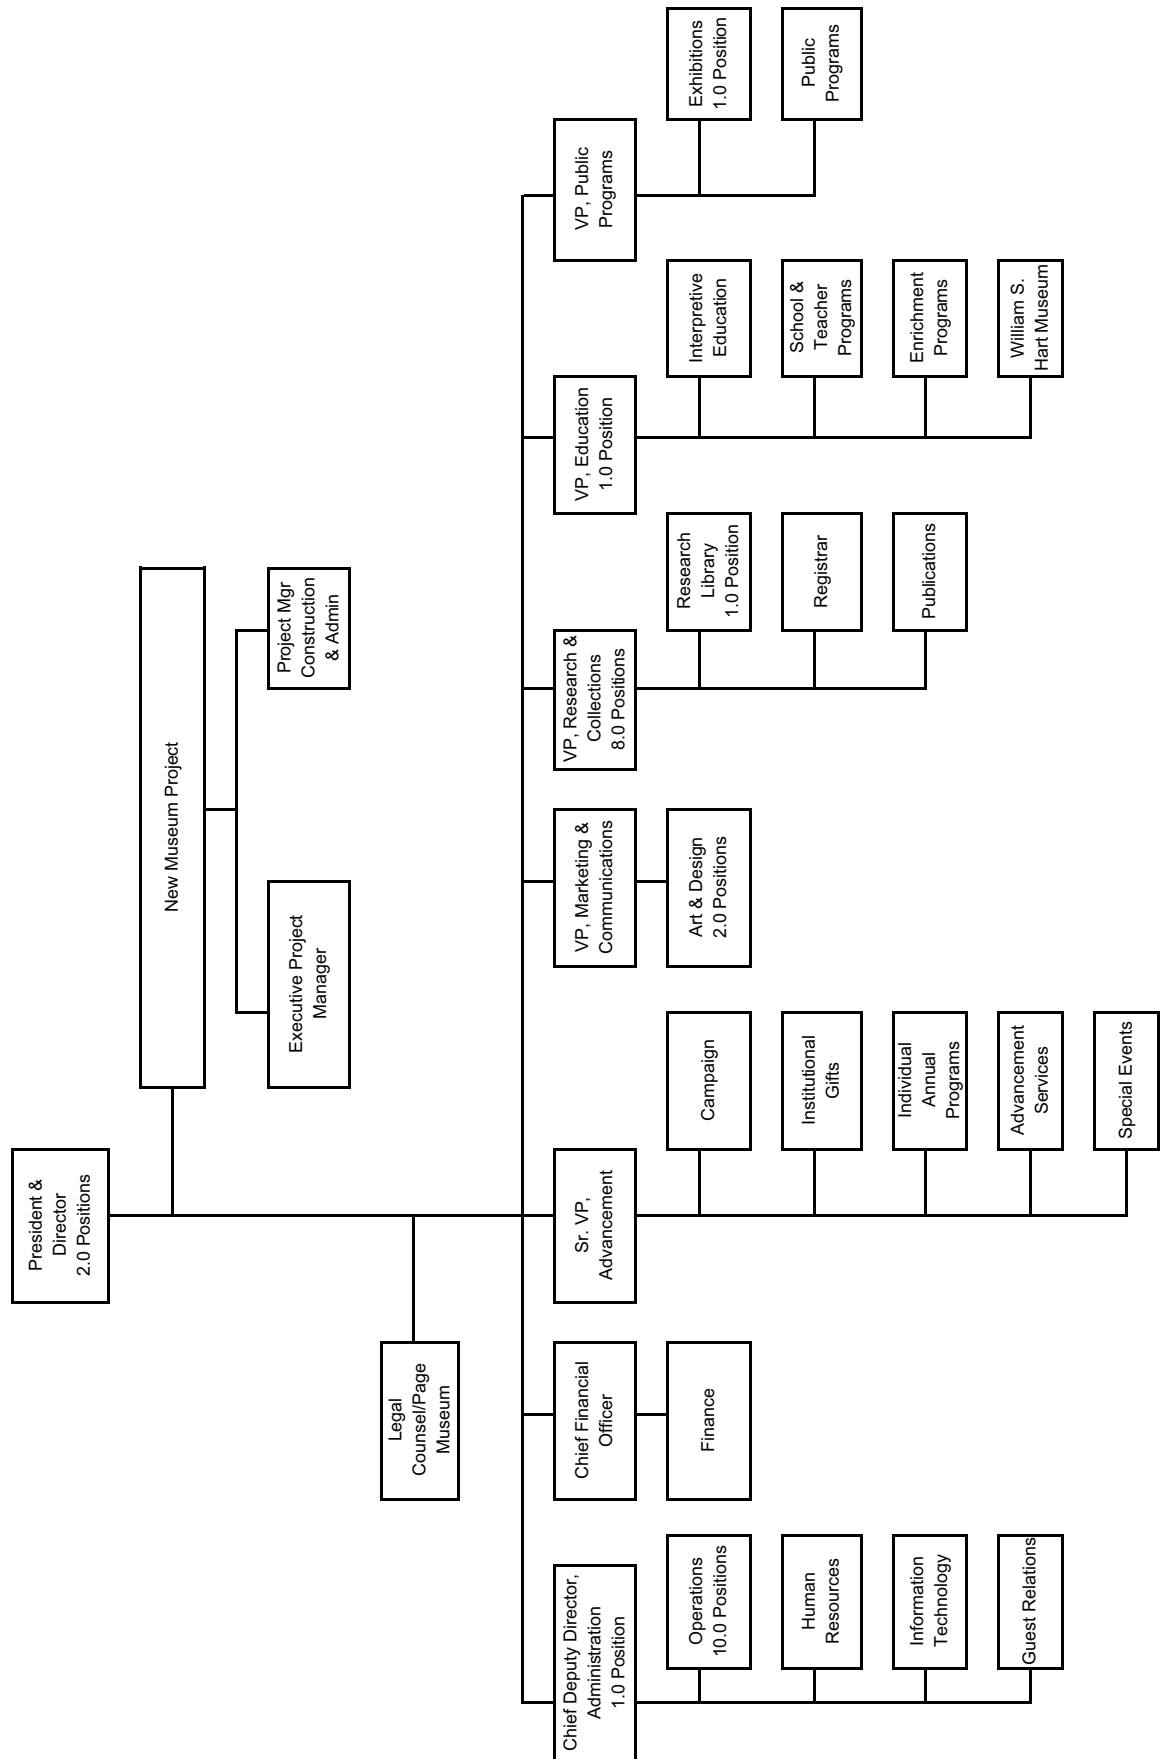 President &
Director
2.0 Positions
New Museum Project
Executive Project
Manager
Project Mgr
Construction
& Admin
Legal
Counsel/Page
Museum
Chief Deputy Director,
Administration
1.0 Position
Operations
10.0 Positions
Human
Resources
Information
Technology
Guest Relations
Chief Financial
Officer
Finance
Sr. VP,
Advancement
Campaign
Institutional
Gifts
Individual
Annual
Programs
Advancement
Services
Special Events
VP, Marketing &
Communications
Art & Design
2.0 Positions
VP, Research &
Collections
8.0 Positions
Research
Library
1.0 Position
Registrar
Publications
VP, Education
1.0 Position
Interpretive
Education
School &
Teacher
Programs
Enrichment
Programs
William S.
Hart Museum
VP, Public
Programs
Exhibitions
1.0 Position
Public
Programs